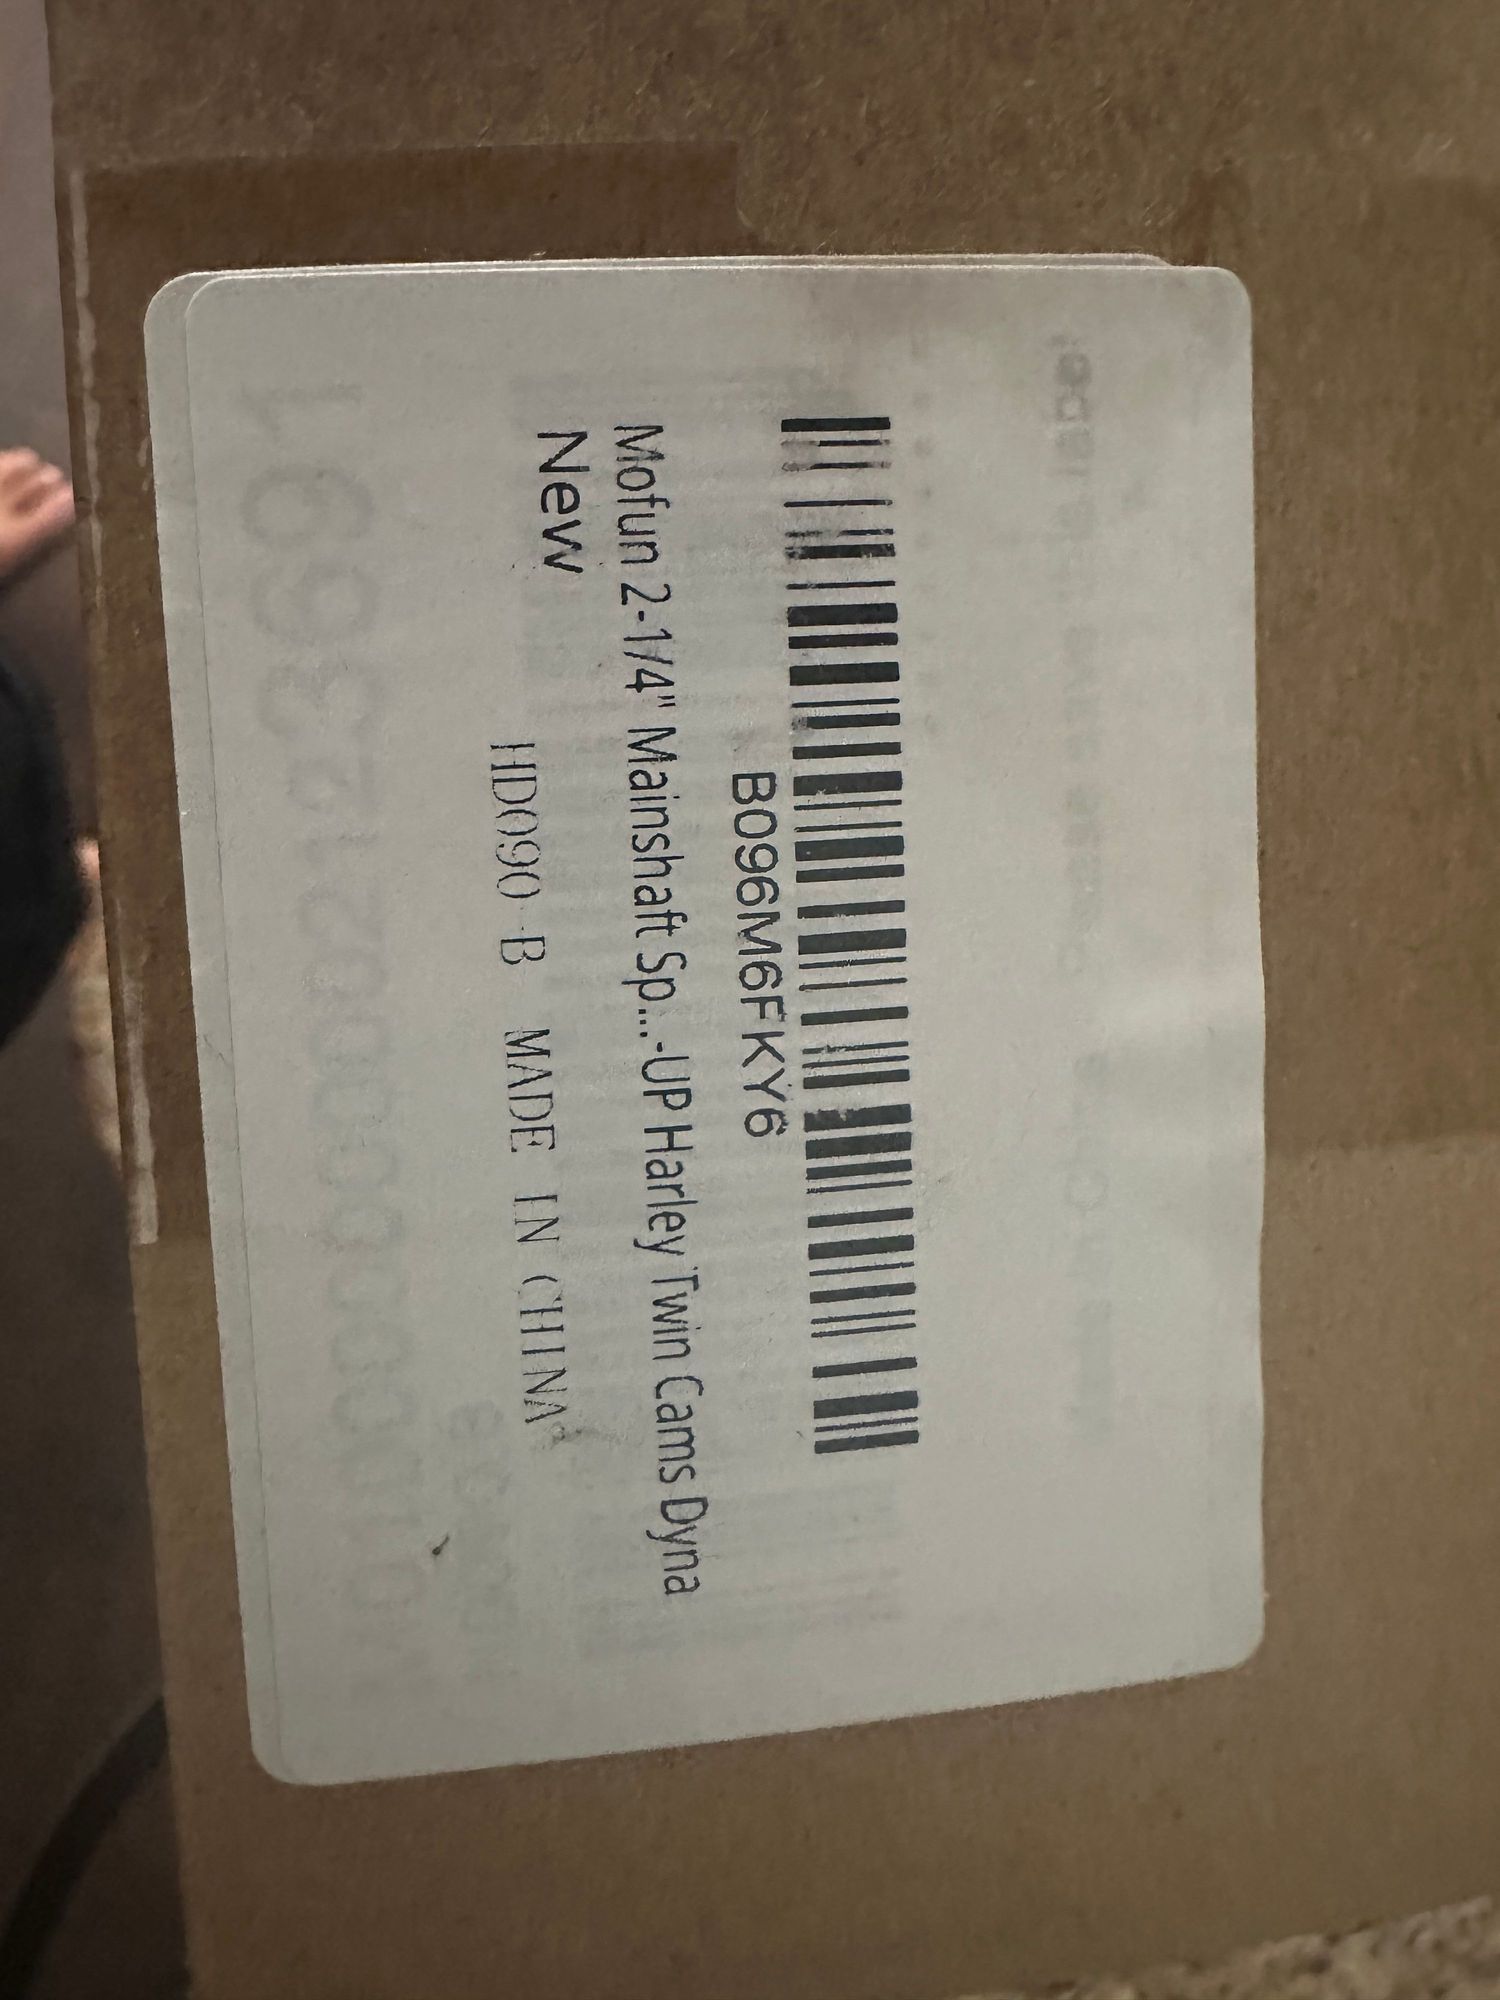 B096M6FKY6
Mofun 2-1/4" Mainshaft Sp...-UP Harley Twin Cams Dyna
New
HD090-B MADE IN CHINA